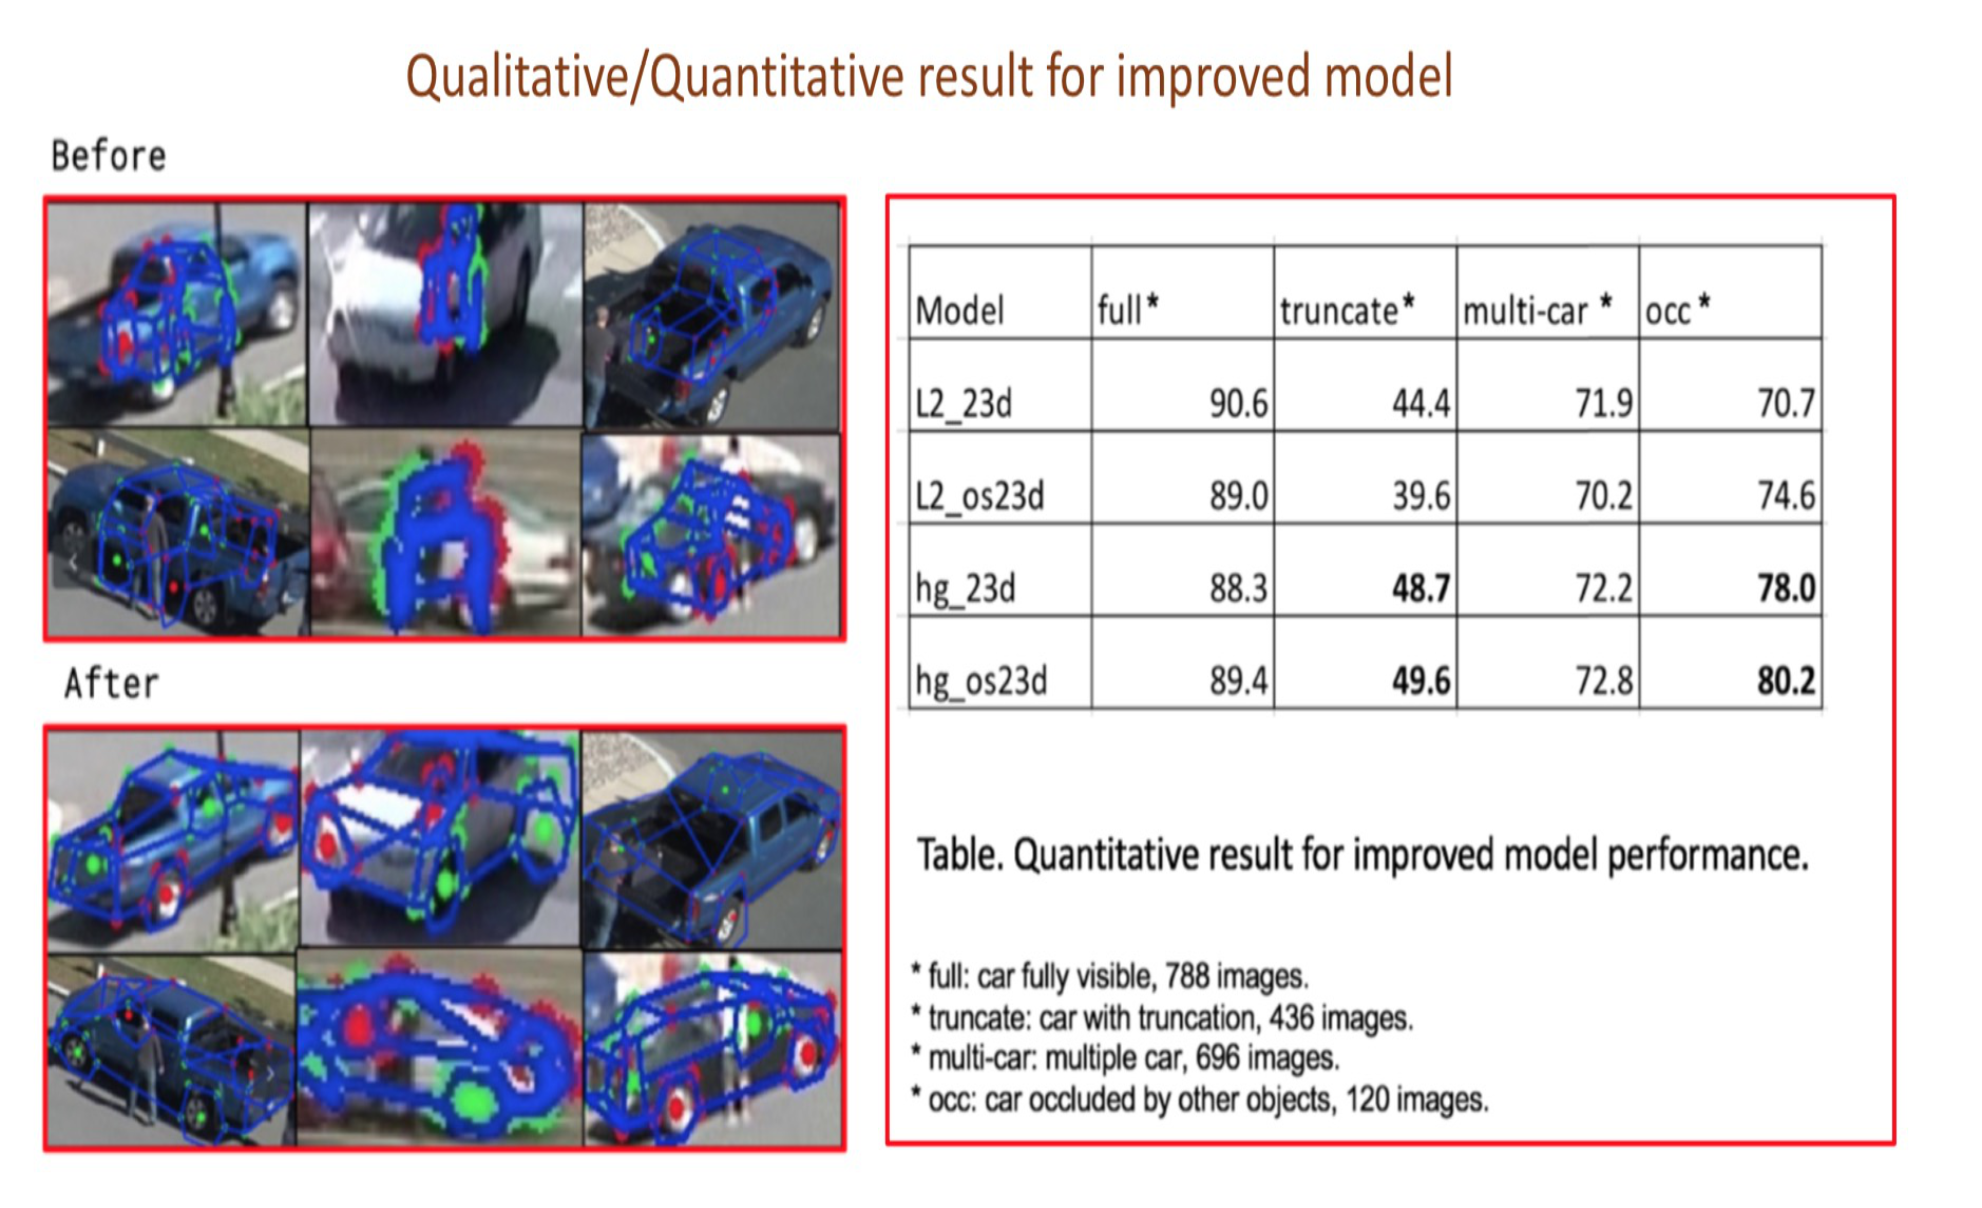 Qualitative/Quantitative result for improved model
Before
After
Model full* truncate* multi-car * occ*
L2_23d 90.6 44.4 71.9 70.7
L2_os23d 89.0 39.6 70.2 74.6
hg_23d 88.3 48.7 72.2 78.0
hg_os23d 89.4 49.6 72.8 80.2
Table. Quantitative result for improved model performance.
* full: car fully visible, 788 images.
* truncate: car with truncation, 436 images.
* multi-car: multiple car, 696 images.
* occ: car occluded by other objects, 120 images.